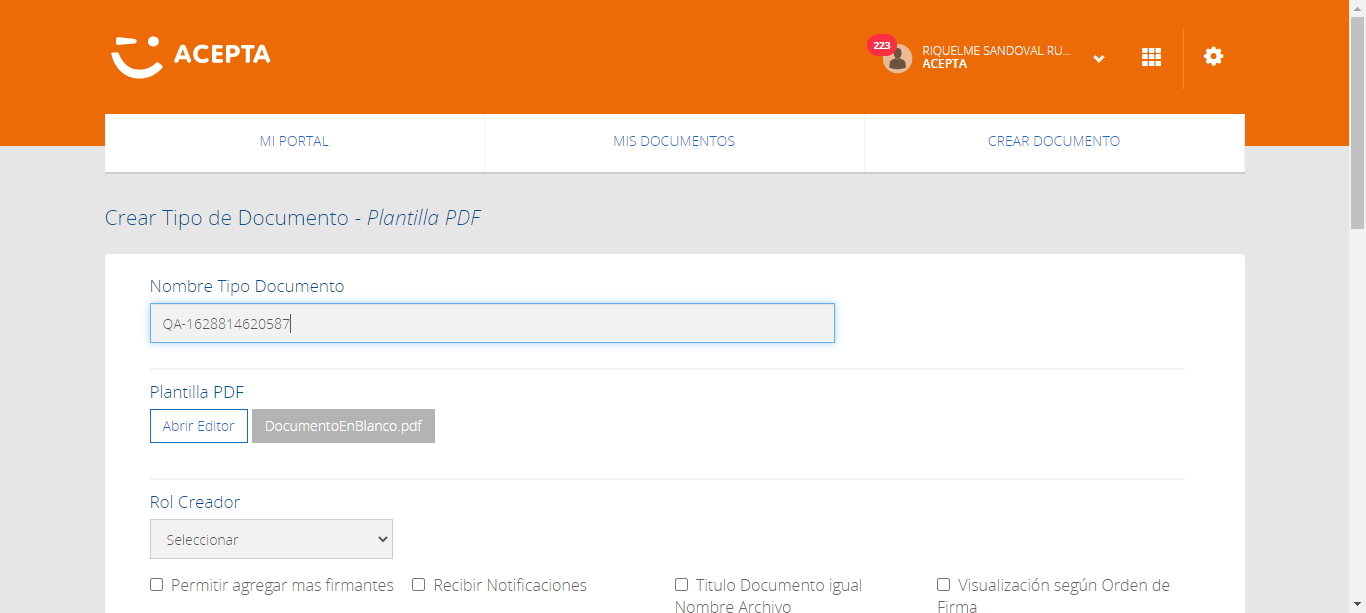 ACEPTA
223
RIQUELME SANDOVAL RU...
ACEPTA
MI PORTAL
MIS DOCUMENTOS
CREAR DOCUMENTO
Crear Tipo de Documento - Plantilla PDF
Nombre Tipo Documento
QA-1628814620587
Plantilla PDF
Abrir Editor
DocumentoEnBlanco.pdf
Rol Creador
Seleccionar
Permitir agregar mas firmantes
Recibir Notificaciones
Titulo Documento igual
Nombre Archivo
Visualización según Orden de
Firma